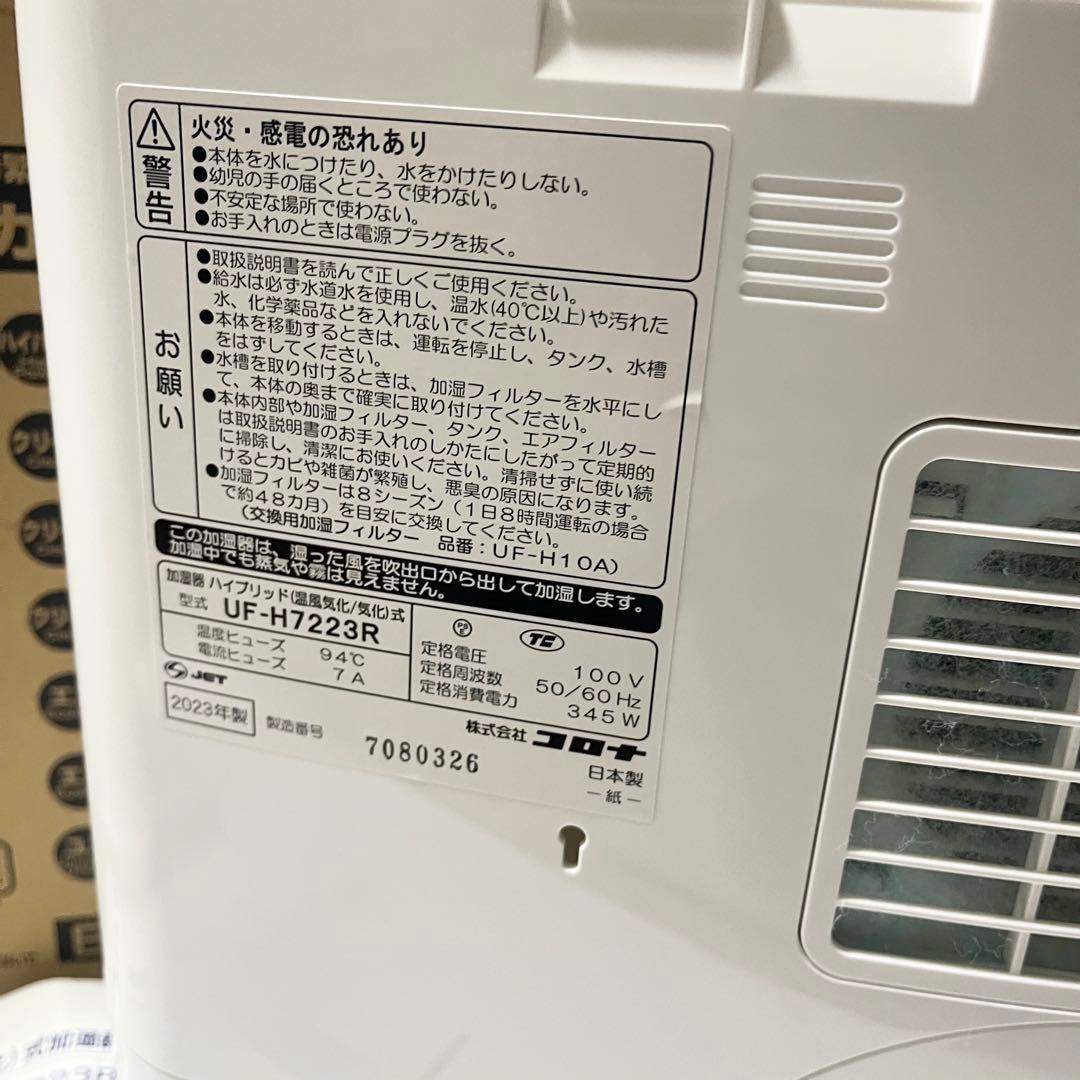 警告
火災・感電の恐れあり
●本体を水につけたり、水をかけたりしない。
●幼児の手の届くところで使わない。
●不安定な場所で使わない。
●お手入れのときは電源プラグを抜く。
お願い
●取扱説明書を読んで正しくご使用ください。
●給水は必ず水道水を使用し、温水(40℃以上)や汚れた
水、化学薬品などを入れないでください。
●本体を移動するときは、運転を停止し、タンク、水槽
をはずしてください。
●水槽を取り付けるときは、加湿フィルターを水平にし
て、本体の奥まで確実に取り付けてください。
●本体内部や加湿フィルター、タンク、エアフィルター
は取扱説明書のお手入れのしかたにしたがって定期的
に掃除し、清潔にお使いください。清掃せずに使い続
けるとカビや雑菌が繁殖し、悪臭の原因になります。
●加湿フィルターは8シーズン(1日8時間運転の場合
で約48カ月)を目安に交換してください。
(交換用加湿フィルター 品番:UF-H10A)
この加湿器は、湿った風を吹出口から出して加湿します。
加湿中でも蒸気や霧は見えません。
加湿器 ハイブリッド(温風気化/気化)式
型式 UF-H7223R
温度ヒューズ 94℃
電流ヒューズ 7A
PSE
定格電圧 100V
定格周波数 50/60Hz
定格消費電力 345W
JET
2023年製 製造番号 7080326
株式会社 コロナ
日本製
－紙－
カ
クリ
クリ
クリ
エ
エ
日
式加湿